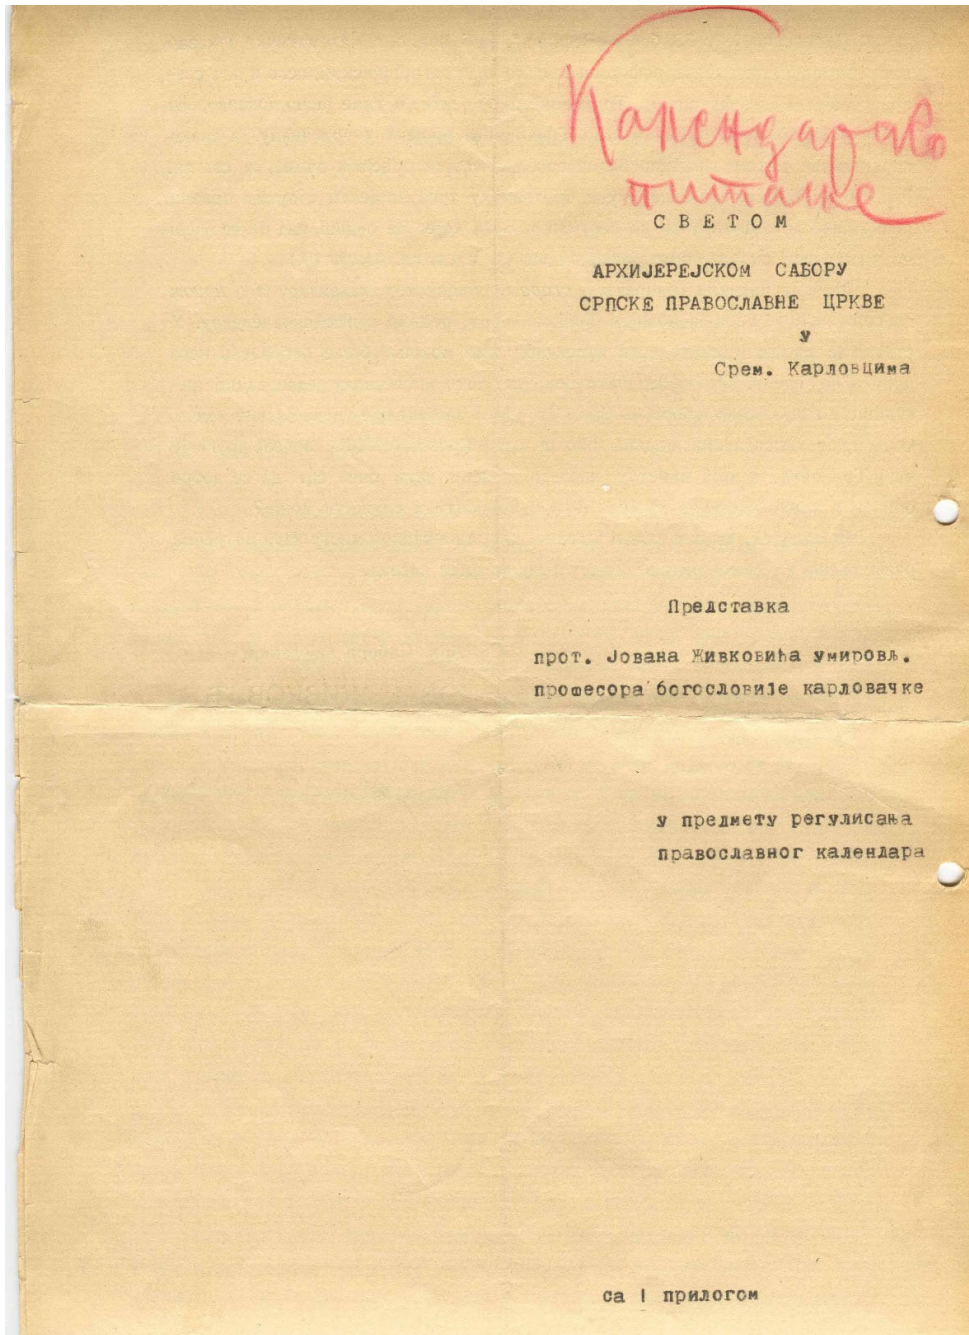 Календарско
питање
СВЕТОМ
АРХИЈЕРЕЈСКОМ САБОРУ
СРПСКЕ ПРАВОСЛАВНЕ ЦРКВЕ
у
Срем. Карловцима
Представка
прот. Јована Живковића умировљ.
професора богословије карловачке
у предмету регулисања
православног календара
са I прилогом